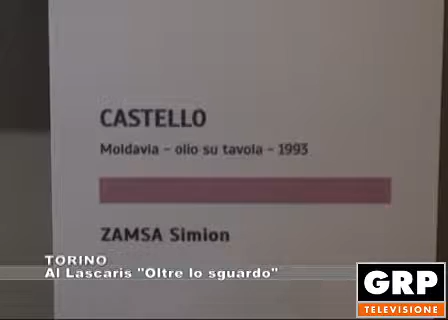 CASTELLO
Moldavia - olio su tavola - 1993
ZAMSA Simion
TORINO
Al Lascaris "Oltre lo sguardo"
GRP
TELEVISIONE